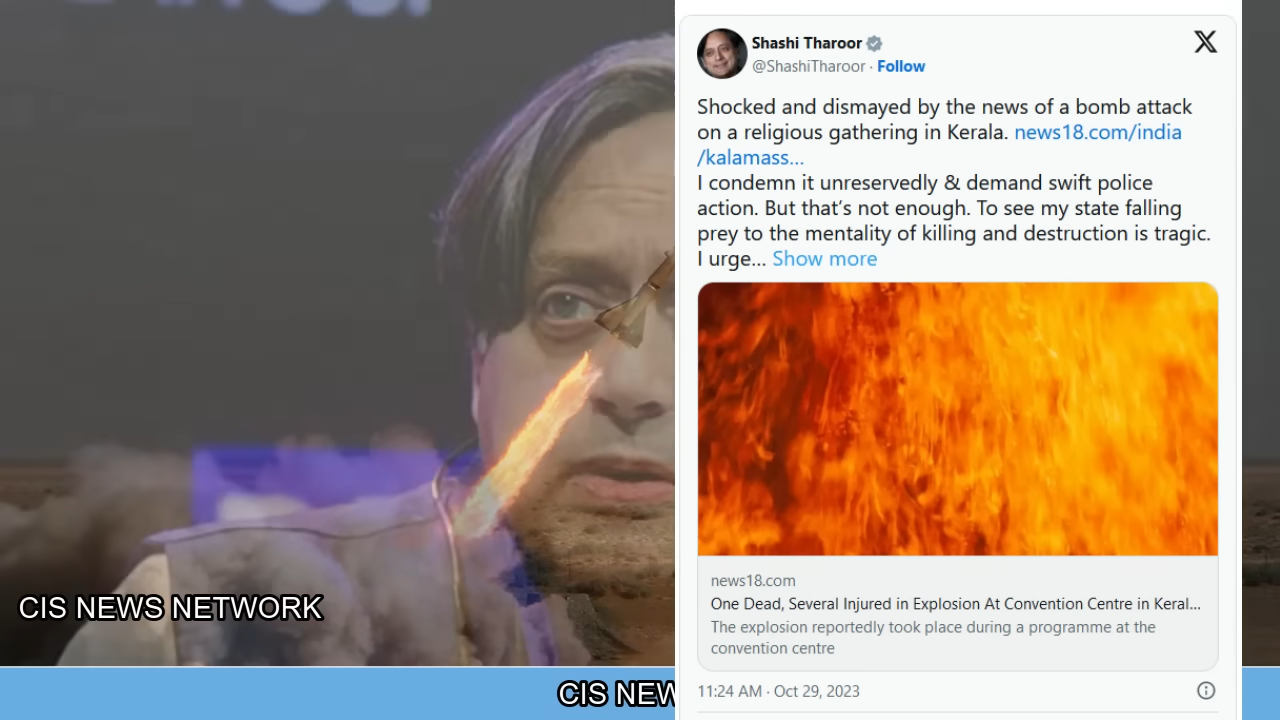 Shashi Tharoor
@ShashiTharoor · Follow
Shocked and dismayed by the news of a bomb attack
on a religious gathering in Kerala. news18.com/india
/kalamass...
I condemn it unreservedly & demand swift police
action. But that's not enough. To see my state falling
prey to the mentality of killing and destruction is tragic.
I urge... Show more
news18.com
One Dead, Several Injured in Explosion At Convention Centre in Keral...
The explosion reportedly took place during a programme at the
convention centre
11:24 AM · Oct 29, 2023
CIS NEWS NETWORK
CIS NEW